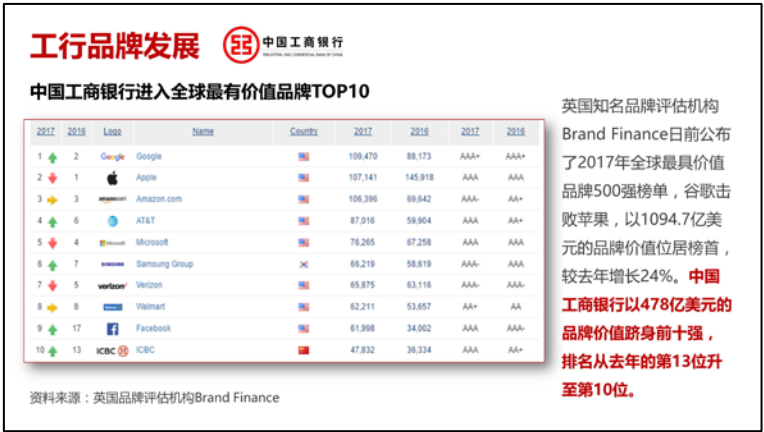 工行品牌发展
中国工商银行
INDUSTRIAL AND COMMERCIAL BANK OF CHINA
中国工商银行进入全球最有价值品牌TOP10
2017 2016 Logo Name Country 2017 2016 2017 2016
1 2 Google Google 109,470 88,173 AAA+ AAA+
2 1 Apple 107,141 145,918 AAA AAA
3 3 amazon.com Amazon.com 106,396 69,642 AAA- AA+
4 6 AT&T 87,016 59,904 AAA AA+
5 4 Microsoft Microsoft 76,265 67,258 AAA AAA
6 7 SAMSUNG Samsung Group 66,219 58,619 AAA- AAA
7 5 verizon Verizon 65,875 63,116 AAA- AAA-
8 8 Walmart 62,211 53,657 AA+ AA
9 17 f Facebook 61,998 34,002 AAA AAA-
10 13 ICBC ICBC 47,832 36,334 AAA AA+
资料来源：英国品牌评估机构Brand Finance
英国知名品牌评估机构
Brand Finance日前公布
了2017年全球最具价值
品牌500强榜单，谷歌击
败苹果，以1094.7亿美
元的品牌价值位居榜首，
较去年增长24%。中国
工商银行以478亿美元的
品牌价值跻身前十强，
排名从去年的第13位升
至第10位。